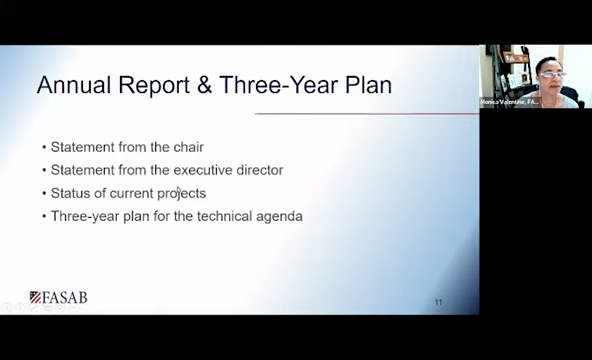 Annual Report & Three-Year Plan
Monica Valentine, FA...
• Statement from the chair
• Statement from the executive director
• Status of current projects
• Three-year plan for the technical agenda
FASAB
11